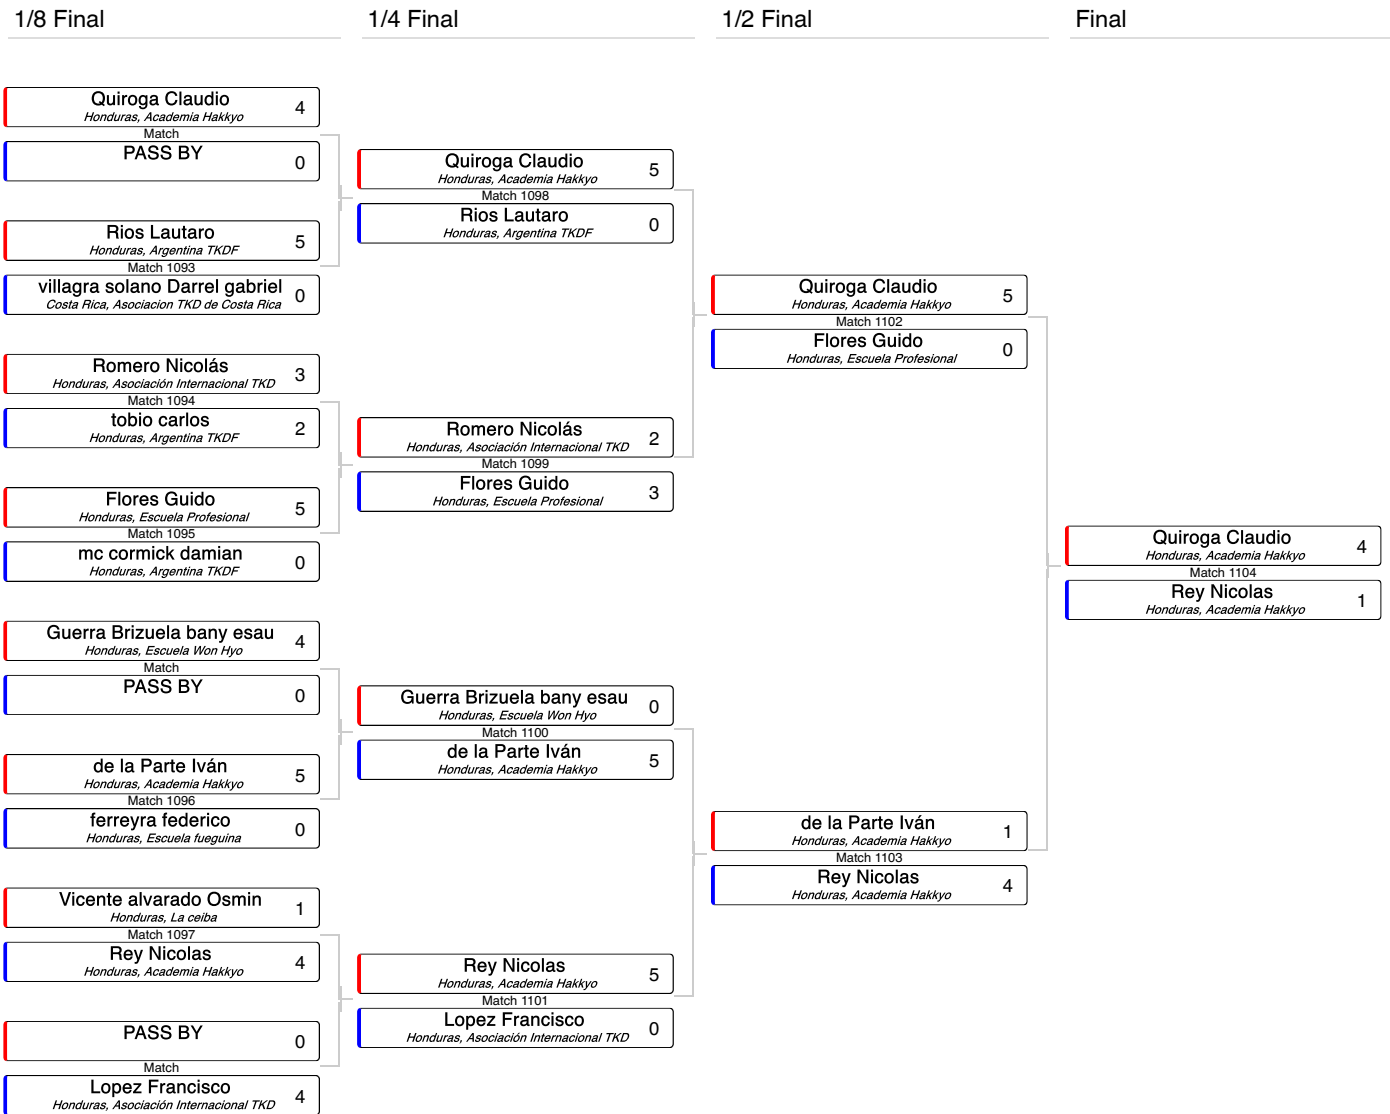 1/8 Final
1/4 Final
1/2 Final
Final
Quiroga Claudio 4
Honduras, Academia Hakkyo
Match
PASS BY 0
Rios Lautaro 5
Honduras, Argentina TKDF
Match 1093
villagra solano Darrel gabriel 0
Costa Rica, Asociacion TKD de Costa Rica
Romero Nicolás 3
Honduras, Asociación Internacional TKD
Match 1094
tobio carlos 2
Honduras, Argentina TKDF
Flores Guido 5
Honduras, Escuela Profesional
Match 1095
mc cormick damian 0
Honduras, Argentina TKDF
Guerra Brizuela bany esau 4
Honduras, Escuela Won Hyo
Match
PASS BY 0
de la Parte Iván 5
Honduras, Academia Hakkyo
Match 1096
ferreyra federico 0
Honduras, Escuela fueguina
Vicente alvarado Osmin 1
Honduras, La ceiba
Match 1097
Rey Nicolas 4
Honduras, Academia Hakkyo
PASS BY 0
Match
Lopez Francisco 4
Honduras, Asociación Internacional TKD
Quiroga Claudio 5
Honduras, Academia Hakkyo
Match 1098
Rios Lautaro 0
Honduras, Argentina TKDF
Romero Nicolás 2
Honduras, Asociación Internacional TKD
Match 1099
Flores Guido 3
Honduras, Escuela Profesional
Guerra Brizuela bany esau 0
Honduras, Escuela Won Hyo
Match 1100
de la Parte Iván 5
Honduras, Academia Hakkyo
Rey Nicolas 5
Honduras, Academia Hakkyo
Match 1101
Lopez Francisco 0
Honduras, Asociación Internacional TKD
Quiroga Claudio 5
Honduras, Academia Hakkyo
Match 1102
Flores Guido 0
Honduras, Escuela Profesional
de la Parte Iván 1
Honduras, Academia Hakkyo
Match 1103
Rey Nicolas 4
Honduras, Academia Hakkyo
Quiroga Claudio 4
Honduras, Academia Hakkyo
Match 1104
Rey Nicolas 1
Honduras, Academia Hakkyo